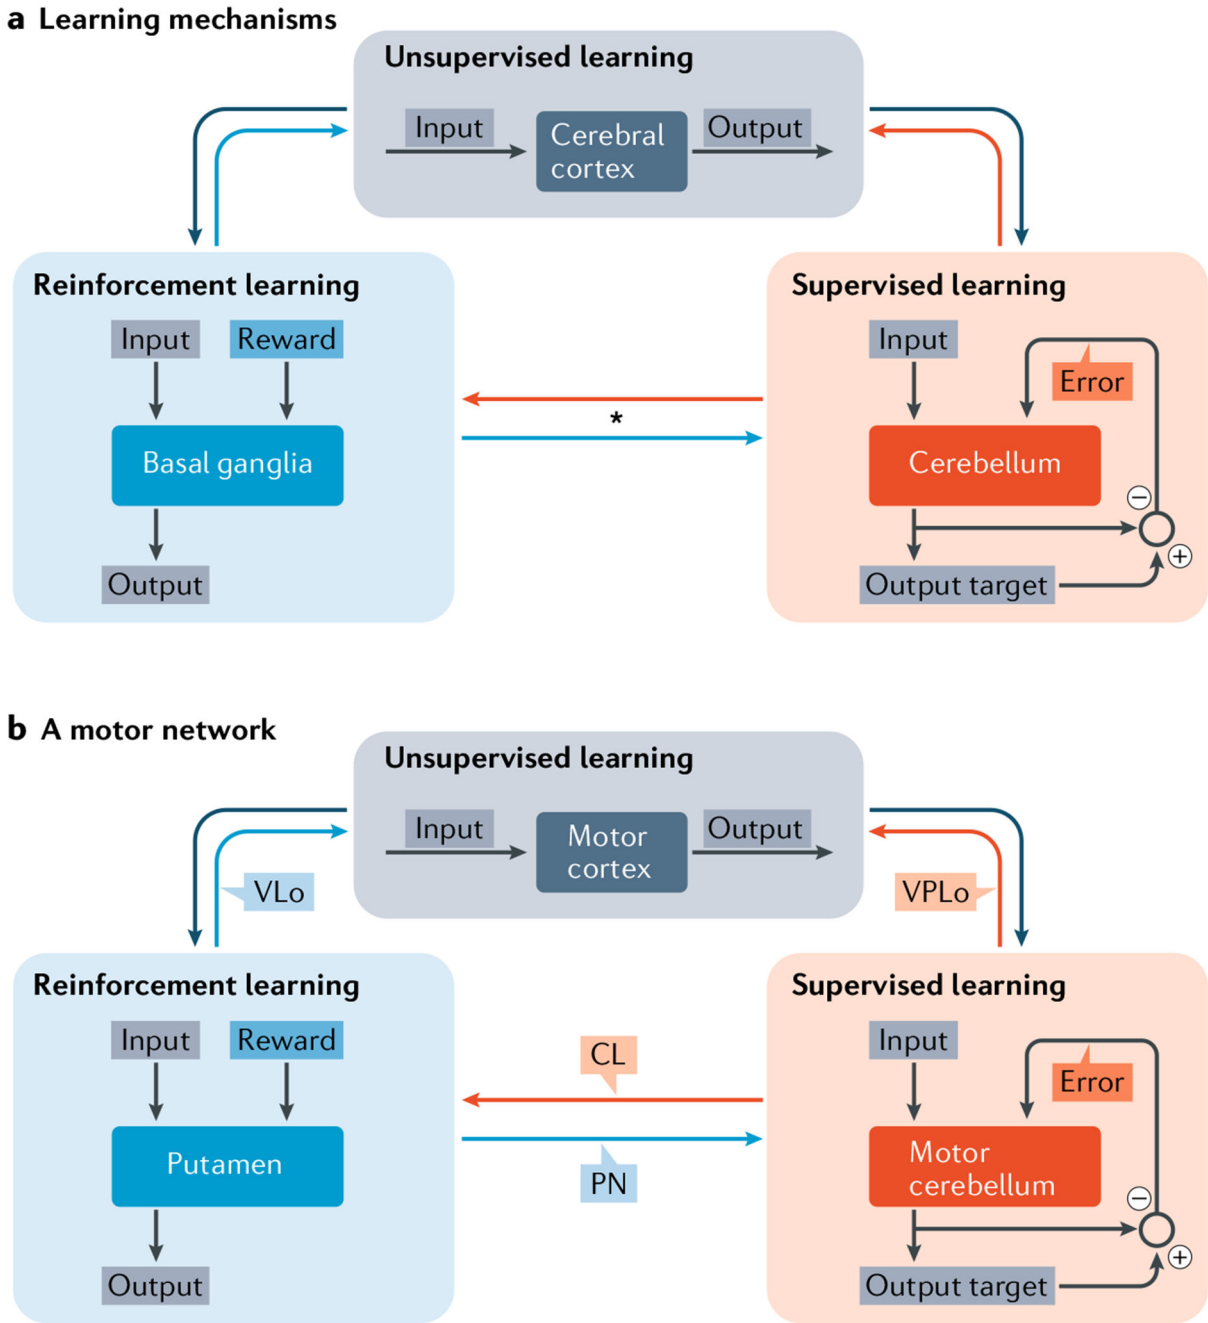 a Learning mechanisms
Unsupervised learning
Input
Cerebral
cortex
Output
Reinforcement learning
Input
Reward
Basal ganglia
Output
*
Supervised learning
Input
Error
Cerebellum
−
+
Output target
b A motor network
Unsupervised learning
Input
Motor
cortex
Output
VLo
VPLo
Reinforcement learning
Input
Reward
Putamen
Output
CL
PN
Supervised learning
Input
Error
Motor
cerebellum
−
+
Output target